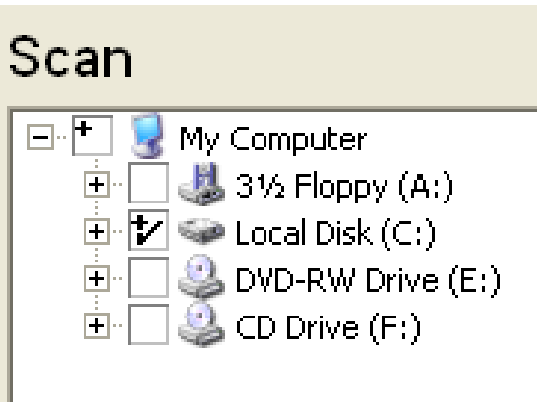 Scan
My Computer
3½ Floppy (A:)
Local Disk (C:)
DVD-RW Drive (E:)
CD Drive (F:)